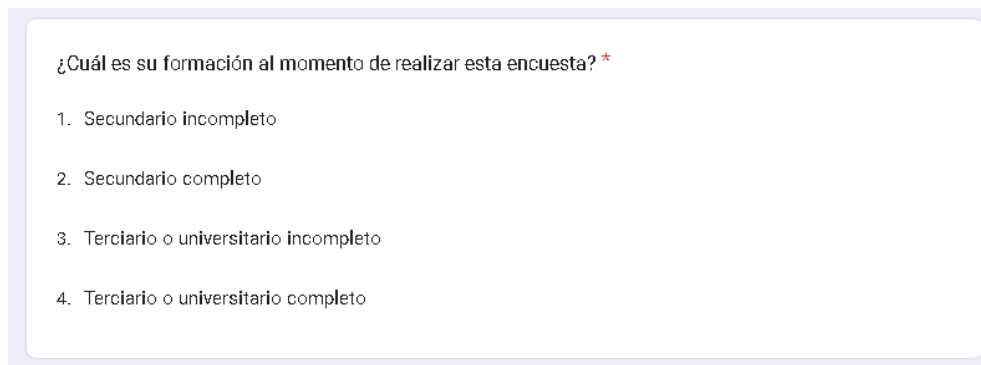 ¿Cuál es su formación al momento de realizar esta encuesta? *
1. Secundario incompleto
2. Secundario completo
3. Terciario o universitario incompleto
4. Terciario o universitario completo